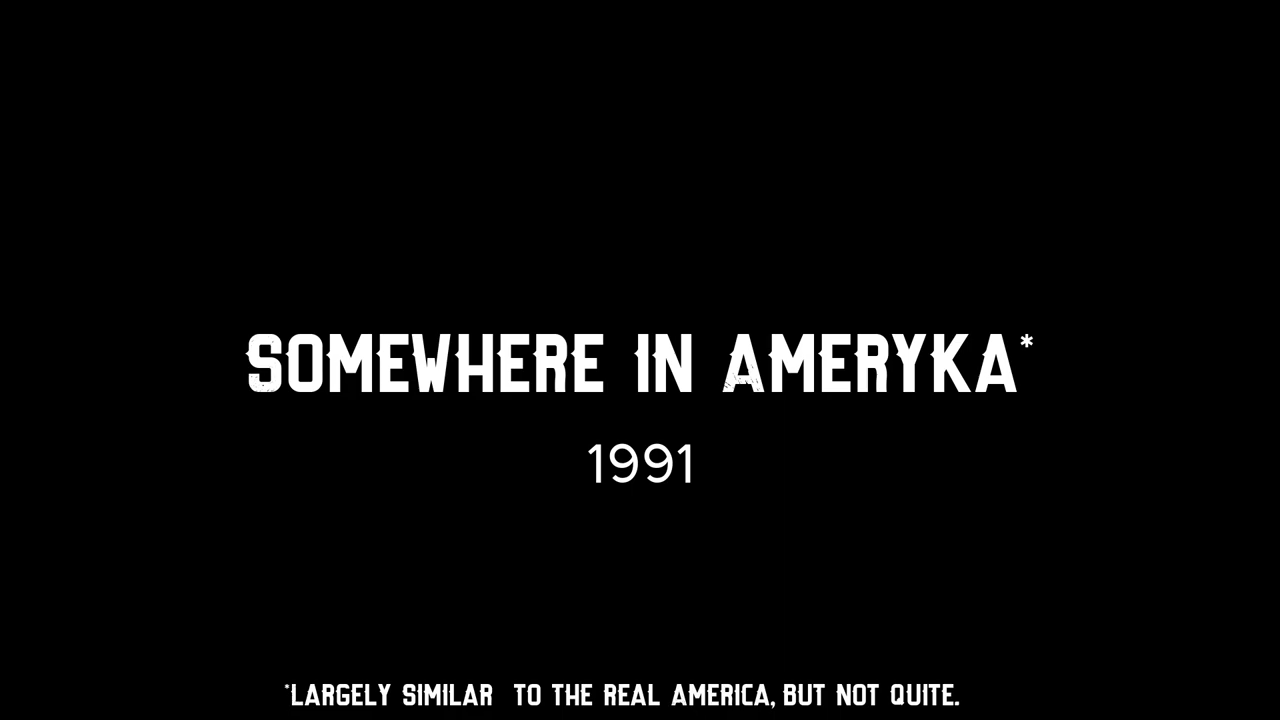 SOMEWHERE IN AMERYKA*
1991
*LARGELY SIMILAR TO THE REAL AMERICA, BUT NOT QUITE.